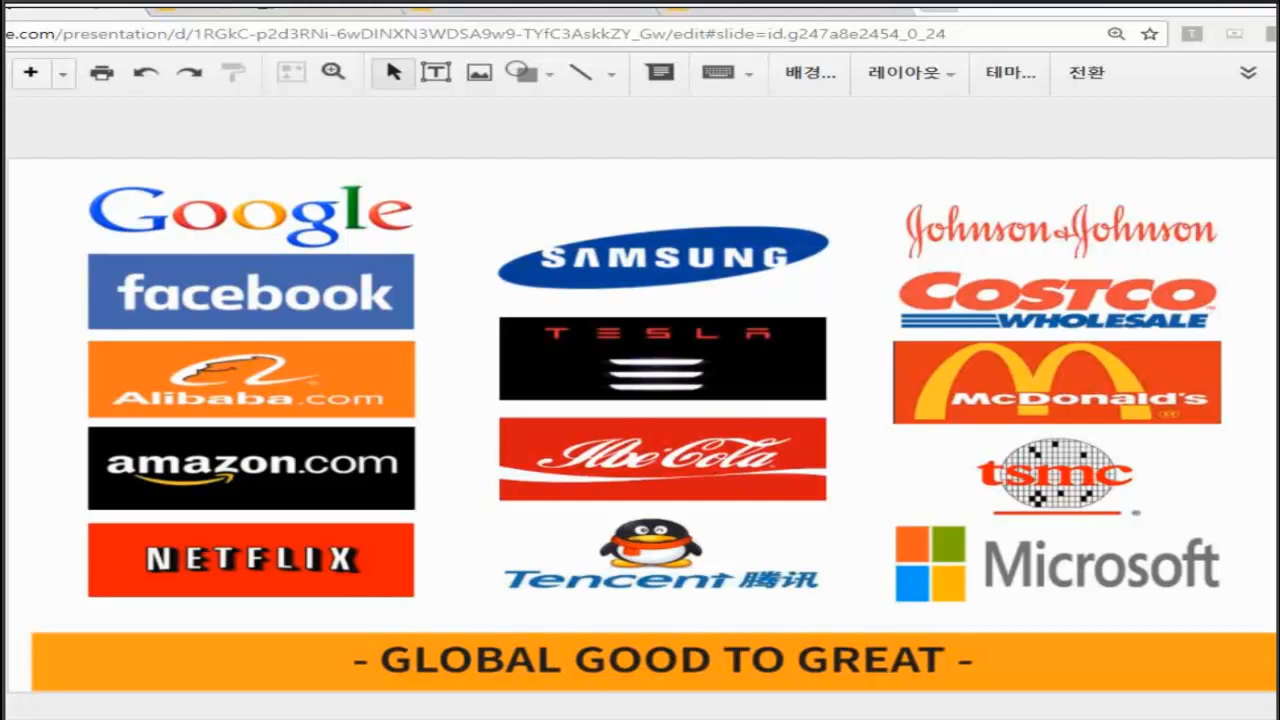 e.com/presentation/d/1RGkC-p2d3RNi-6wDINXN3WDSA9w9-TYfC3AskkZY_Gw/edit#slide=id.g247a8e2454_0_24
배경... 레이아웃 테마... 전환
Google
facebook
Alibaba.com
amazon.com
NETFLIX
SAMSUNG
TESLA
Coca-Cola
Tencent 腾讯
Johnson & Johnson
COSTCO
WHOLESALE
McDonald's
tsmc
Microsoft
- GLOBAL GOOD TO GREAT -